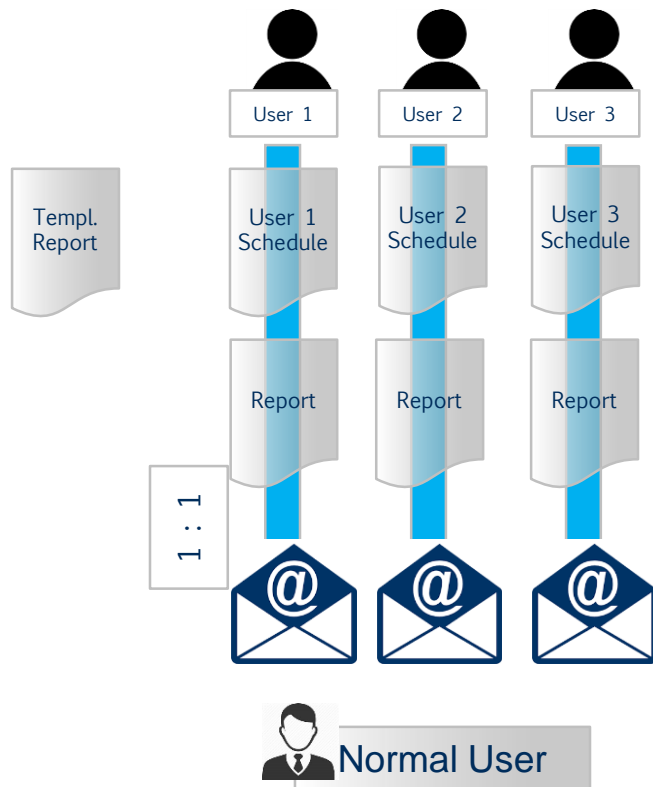 User 1
User 2
User 3
Templ.
Report
User 1
Schedule
User 2
Schedule
User 3
Schedule
Report
Report
Report
1 : 1
@
@
@
Normal User